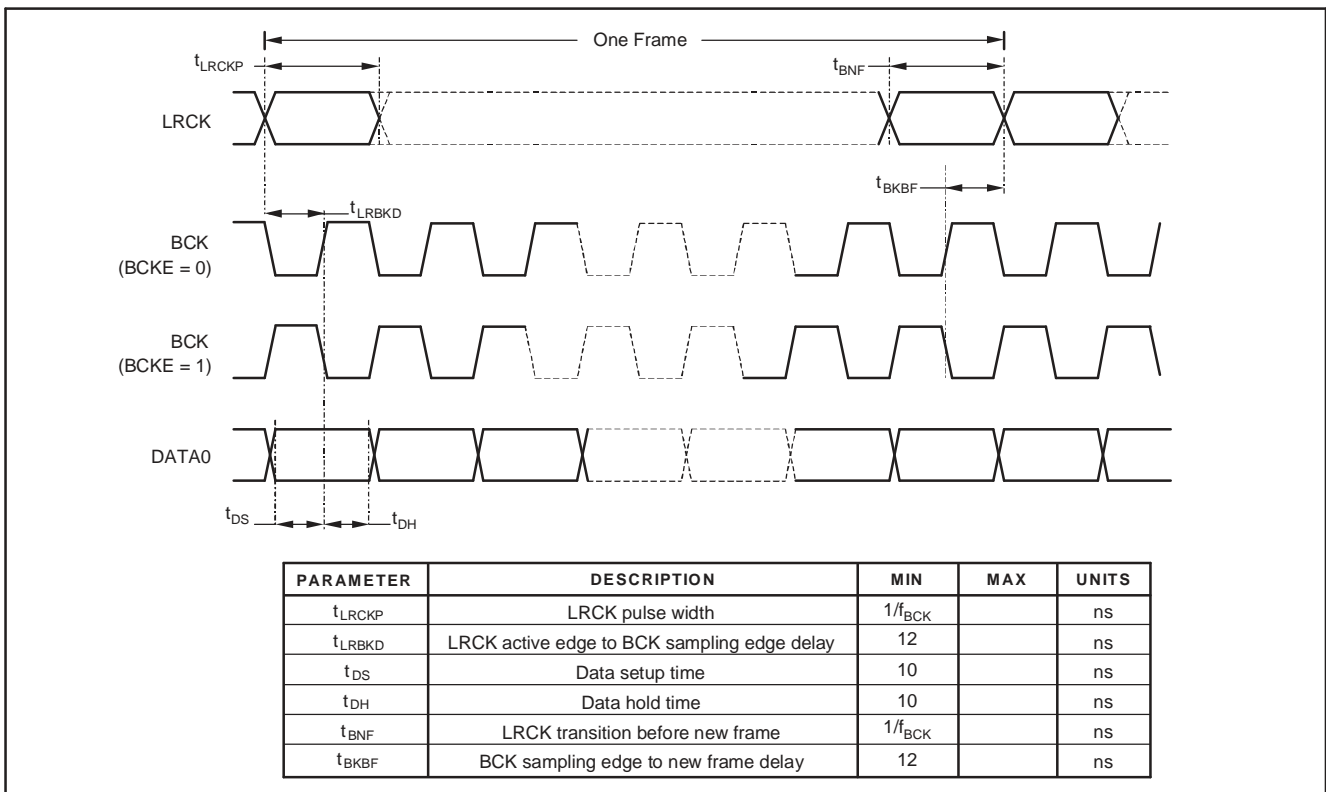 One Frame
tLRCKP
tBNF
LRCK
tBKBF
tLRBKD
BCK
(BCKE = 0)
BCK
(BCKE = 1)
DATA0
tDS
tDH
PARAMETER DESCRIPTION MIN MAX UNITS
tLRCKP LRCK pulse width 1/fBCK ns
tLRBKD LRCK active edge to BCK sampling edge delay 12 ns
tDS Data setup time 10 ns
tDH Data hold time 10 ns
tBNF LRCK transition before new frame 1/fBCK ns
tBKBF BCK sampling edge to new frame delay 12 ns